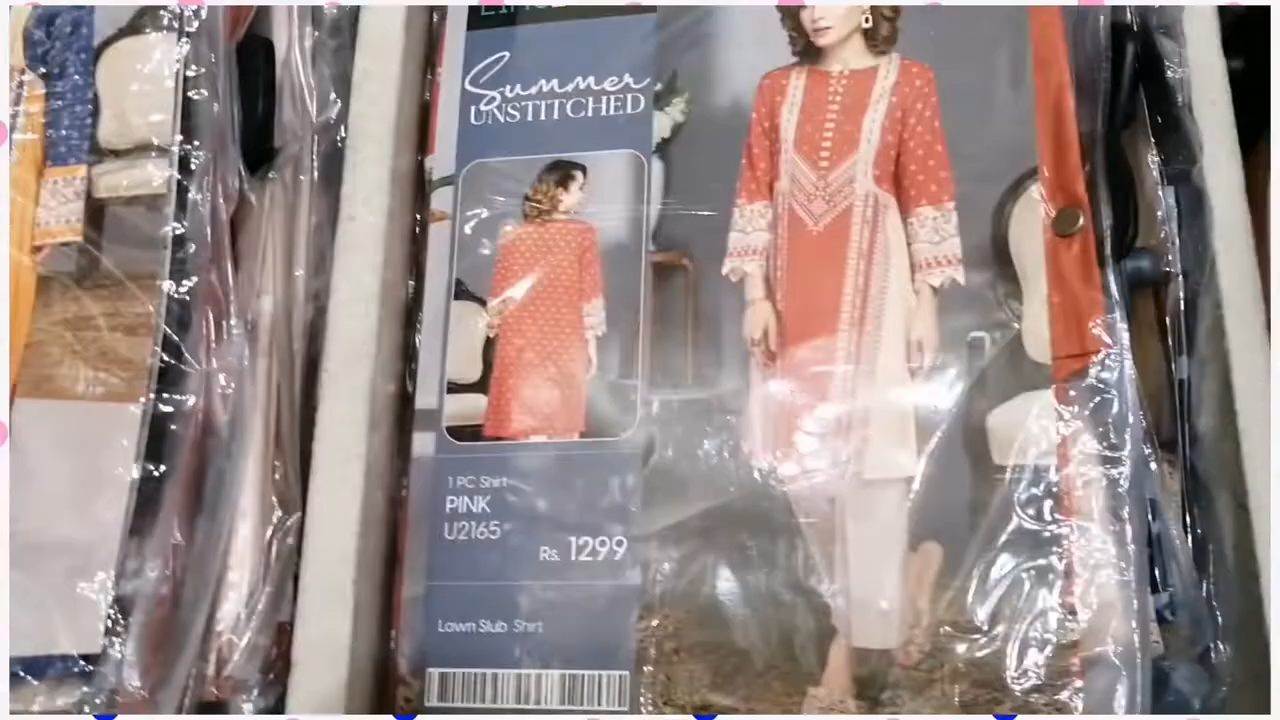 Summer
UNSTITCHED
1 PC Shirt
PINK
U2165
Rs. 1299
Lawn Slub Shirt